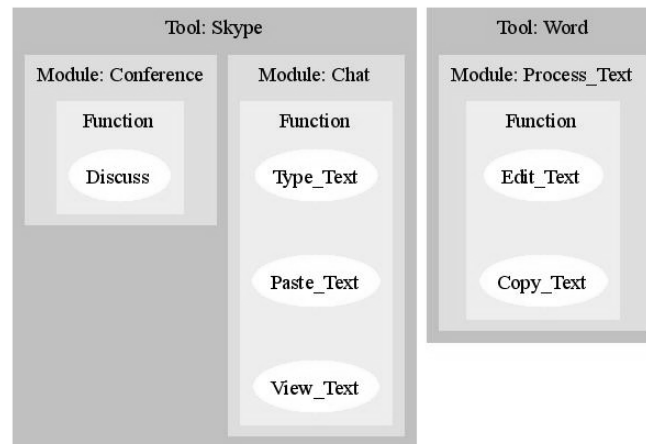 Tool: Skype
Module: Conference
Function
Discuss
Module: Chat
Function
Type_Text
Paste_Text
View_Text
Tool: Word
Module: Process_Text
Function
Edit_Text
Copy_Text